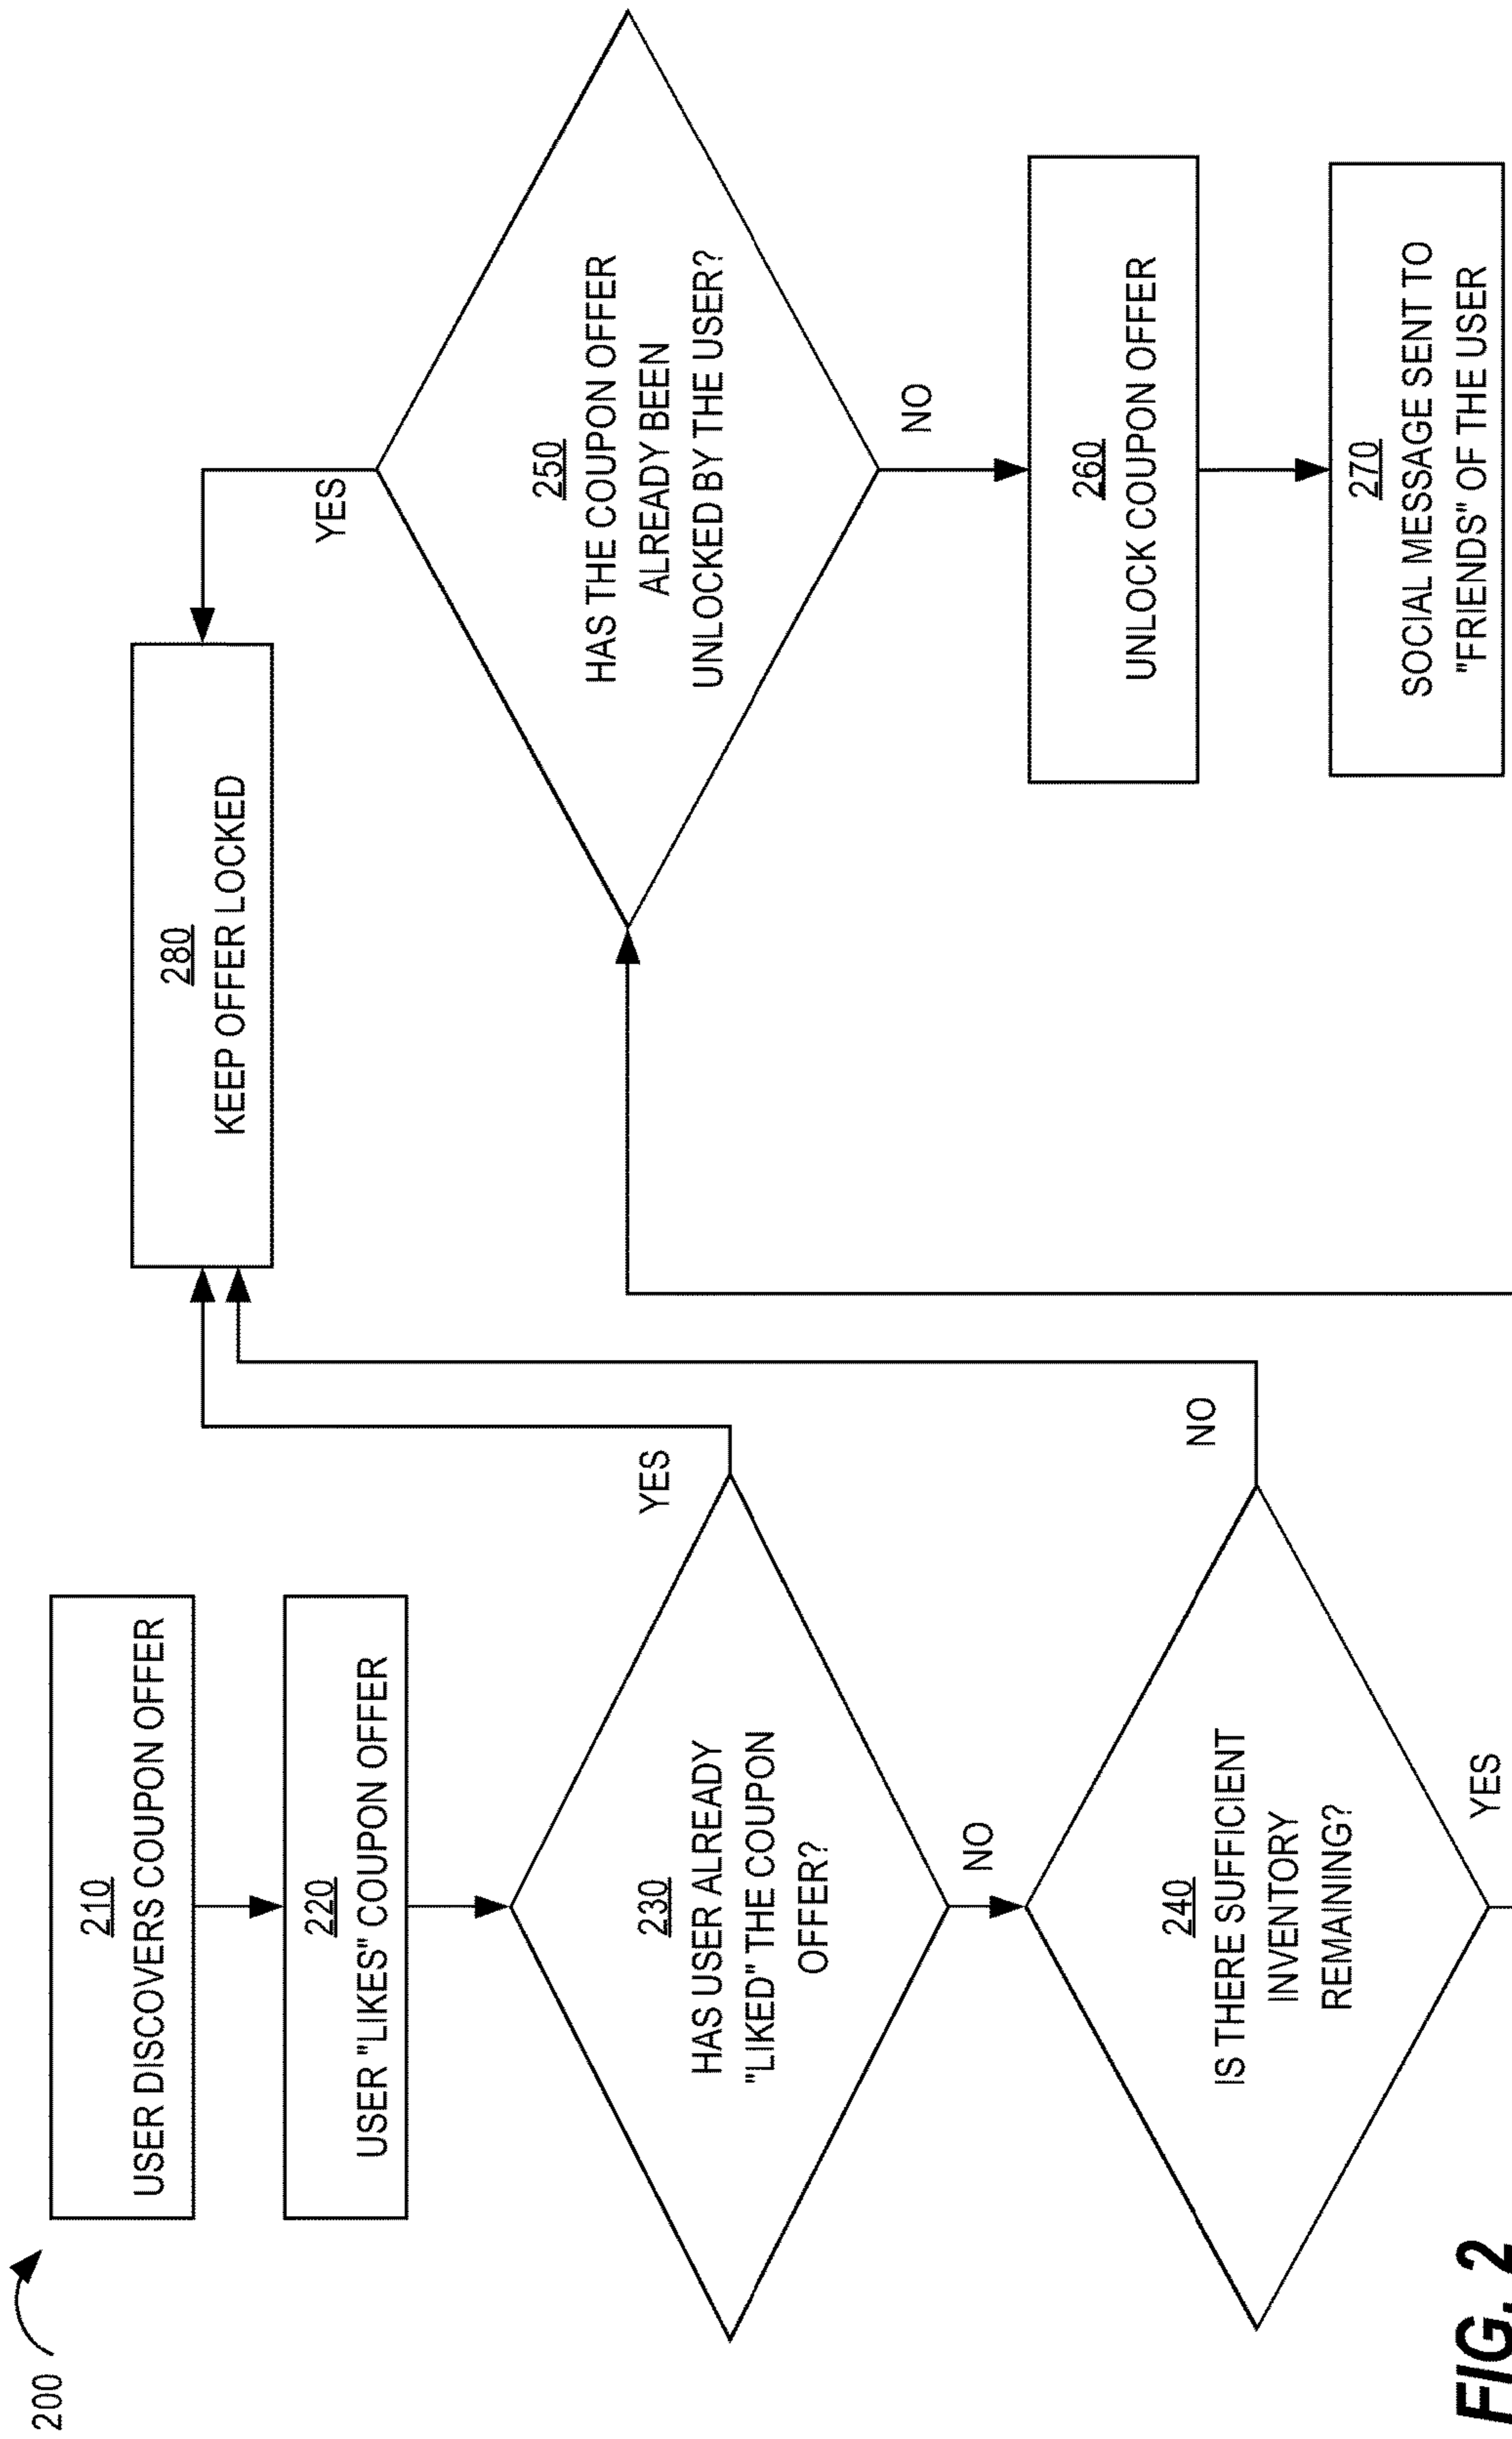 200
210
USER DISCOVERS COUPON OFFER
220
USER "LIKES" COUPON OFFER
230
HAS USER ALREADY
"LIKED" THE COUPON
OFFER?
YES
NO
240
IS THERE SUFFICIENT
INVENTORY
REMAINING?
NO
YES
280
KEEP OFFER LOCKED
YES
250
HAS THE COUPON OFFER
ALREADY BEEN
UNLOCKED BY THE USER?
NO
260
UNLOCK COUPON OFFER
270
SOCIAL MESSAGE SENT TO
"FRIENDS" OF THE USER
FIG. 2